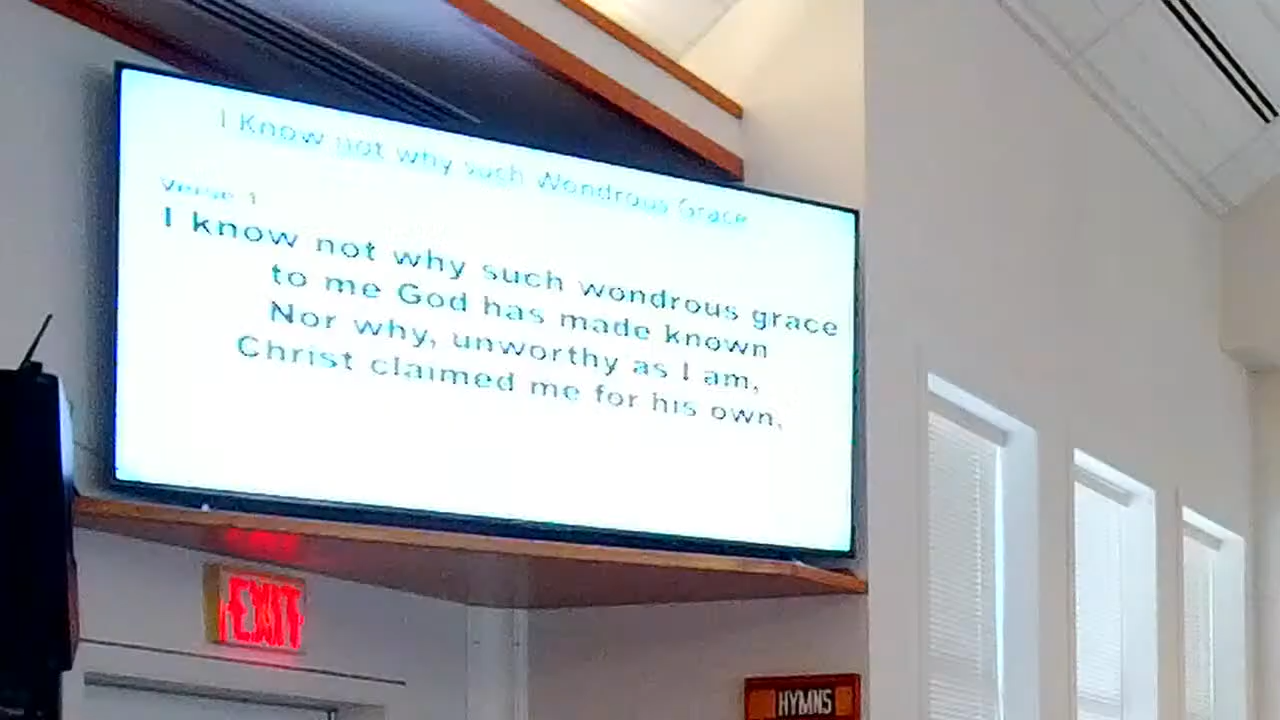 I Know not why such Wondrous Grace
Verse 1
I know not why such wondrous grace
to me God has made known
Nor why, unworthy as I am,
Christ claimed me for his own,
EXIT
HYMNS